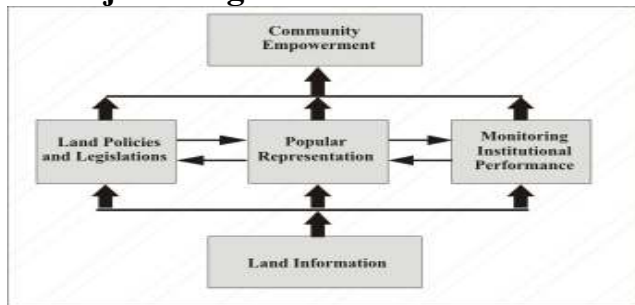 Community
Empowerment
Land Policies
and Legislations
Popular
Representation
Monitoring
Institutional
Performance
Land Information